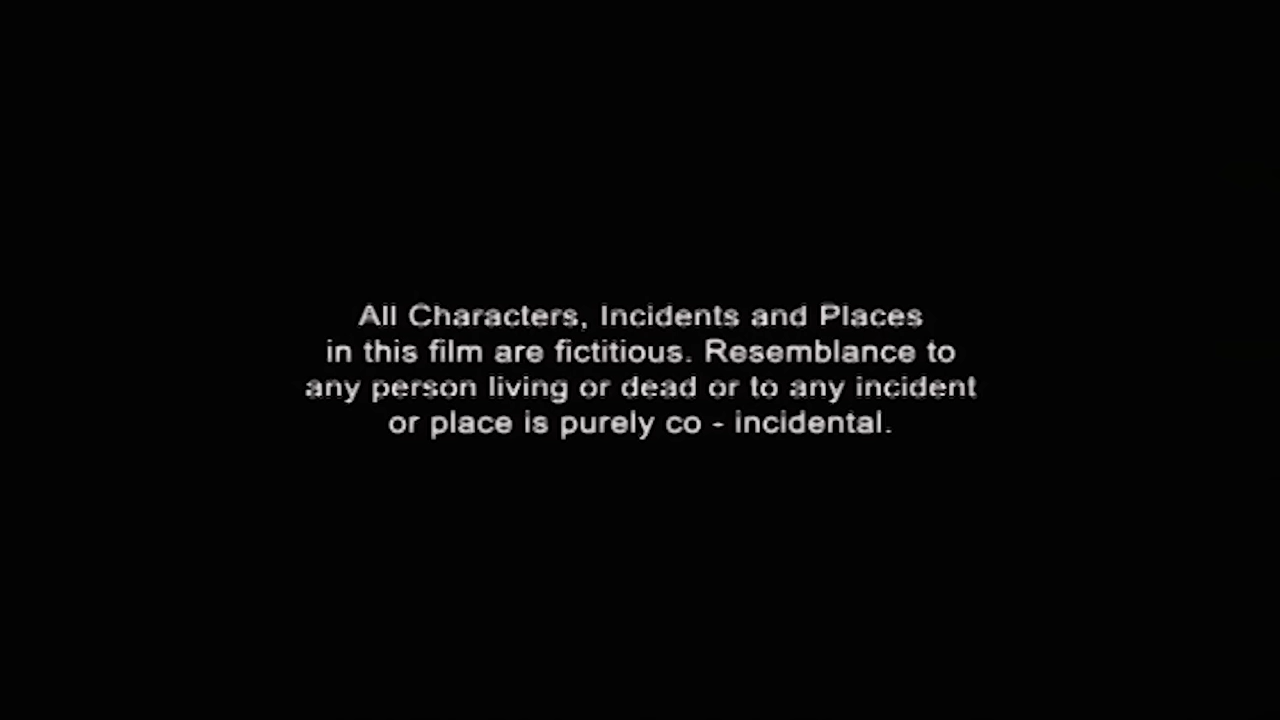 All Characters, Incidents and Places
in this film are fictitious. Resemblance to
any person living or dead or to any incident
or place is purely co - incidental.